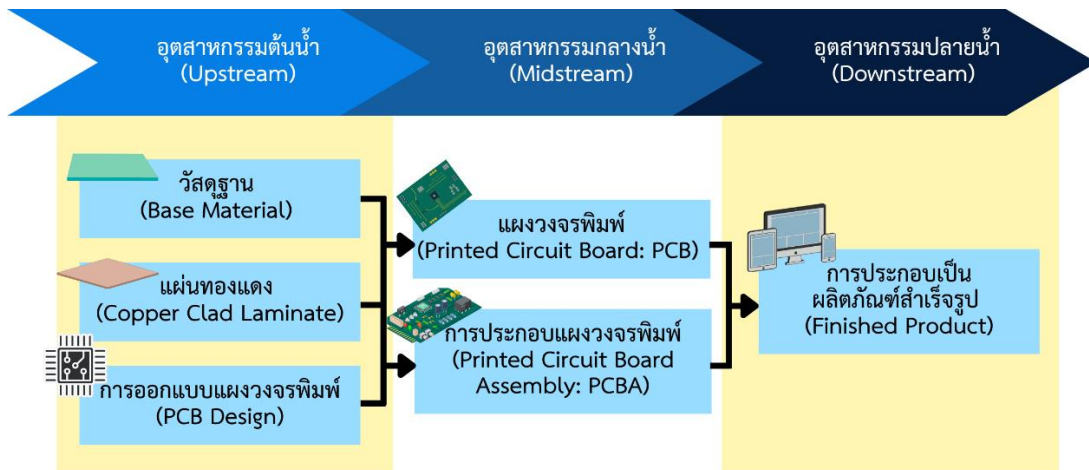 อุตสาหกรรมต้นน้ำ
(Upstream)
อุตสาหกรรมกลางน้ำ
(Midstream)
อุตสาหกรรมปลายน้ำ
(Downstream)
วัสดุฐาน
(Base Material)
แผ่นทองแดง
(Copper Clad Laminate)
การออกแบบแผงวงจรพิมพ์
(PCB Design)
แผงวงจรพิมพ์
(Printed Circuit Board: PCB)
การประกอบแผงวงจรพิมพ์
(Printed Circuit Board
Assembly: PCBA)
การประกอบเป็น
ผลิตภัณฑ์สำเร็จรูป
(Finished Product)